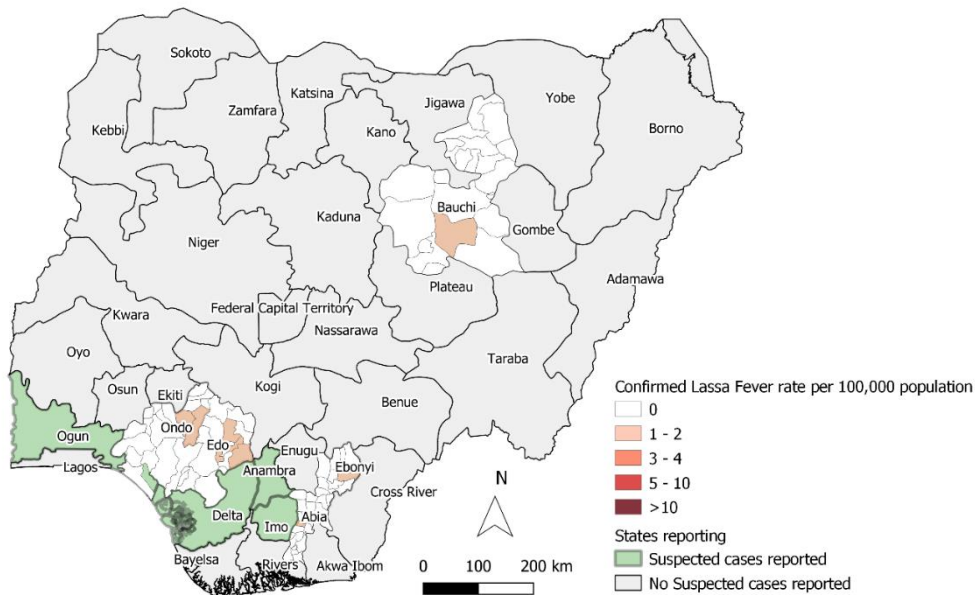 Sokoto
Katsina
Jigawa
Yobe
Borno
Zamfara
Kebbi
Kano
Bauchi
Kaduna
Gombe
Niger
Adamawa
Plateau
Federal Capital Territory
Kwara
Nassarawa
Oyo
Taraba
Osun
Ekiti
Kogi
Benue
Ondo
Ogun
Edo
Enugu
Lagos
Anambra
Ebonyi
Cross River
Delta
Imo
Abia
Bayelsa
Rivers
Akwa Ibom
N
0 100 200 km
Confirmed Lassa Fever rate per 100,000 population
0
1 - 2
3 - 4
5 - 10
>10
States reporting
Suspected cases reported
No Suspected cases reported